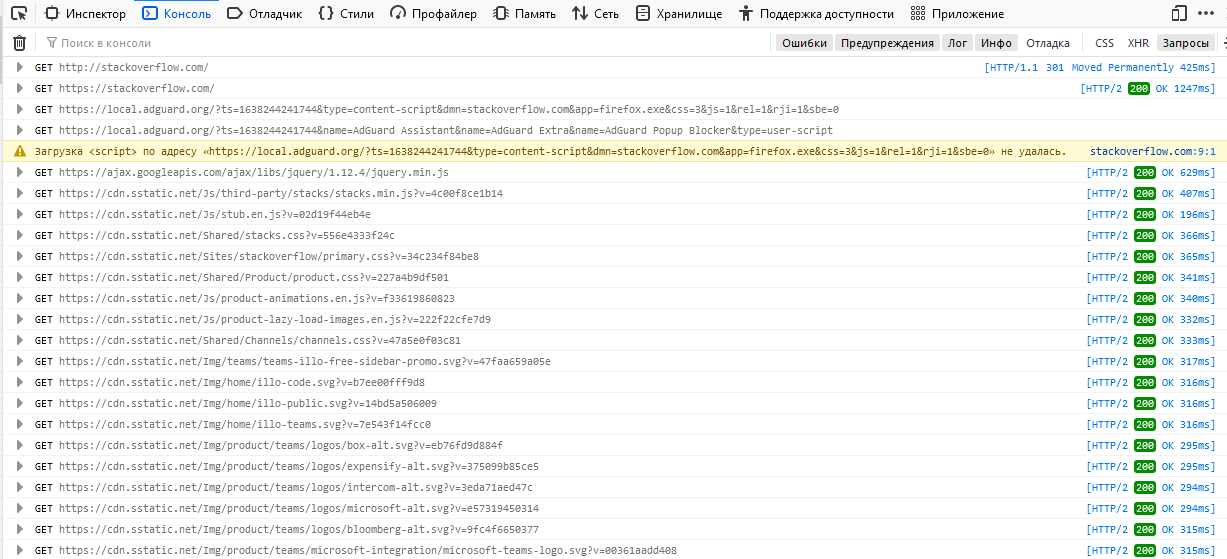 Инспектор Консоль Отладчик Стили Профайлер Память Сеть Хранилище Поддержка доступности Приложение
Поиск в консоли Ошибки Предупреждения Лог Инфо Отладка CSS XHR Запросы
GET http://stackoverflow.com/ [HTTP/1.1 301 Moved Permanently 425ms]
GET https://stackoverflow.com/ [HTTP/2 200 OK 1247ms]
GET https://local.adguard.org/?ts=1638244241744&type=content-script&dmn=stackoverflow.com&app=firefox.exe&css=3&js=1&rel=1&rji=1&sbe=0
GET https://local.adguard.org/?ts=1638244241744&name=AdGuard Assistant&name=AdGuard Extra&name=AdGuard Popup Blocker&type=user-script
Загрузка <script> по адресу «https://local.adguard.org/?ts=1638244241744&type=content-script&dmn=stackoverflow.com&app=firefox.exe&css=3&js=1&rel=1&rji=1&sbe=0» не удалась. stackoverflow.com:9:1
GET https://ajax.googleapis.com/ajax/libs/jquery/1.12.4/jquery.min.js [HTTP/2 200 OK 629ms]
GET https://cdn.sstatic.net/Js/third-party/stacks/stacks.min.js?v=4c00f8ce1b14 [HTTP/2 200 OK 407ms]
GET https://cdn.sstatic.net/Js/stub.en.js?v=02d19f44eb4e [HTTP/2 200 OK 196ms]
GET https://cdn.sstatic.net/Shared/stacks.css?v=556e4333f24c [HTTP/2 200 OK 366ms]
GET https://cdn.sstatic.net/Sites/stackoverflow/primary.css?v=34c234f84be8 [HTTP/2 200 OK 365ms]
GET https://cdn.sstatic.net/Shared/Product/product.css?v=227a4b9df501 [HTTP/2 200 OK 341ms]
GET https://cdn.sstatic.net/Js/product-animations.en.js?v=f33619860823 [HTTP/2 200 OK 340ms]
GET https://cdn.sstatic.net/Js/product-lazy-load-images.en.js?v=222f22cfe7d9 [HTTP/2 200 OK 332ms]
GET https://cdn.sstatic.net/Shared/Channels/channels.css?v=47a5e0f03c81 [HTTP/2 200 OK 333ms]
GET https://cdn.sstatic.net/Img/teams/teams-illo-free-sidebar-promo.svg?v=47faa659a05e [HTTP/2 200 OK 317ms]
GET https://cdn.sstatic.net/Img/home/illo-code.svg?v=b7ee00fff9d8 [HTTP/2 200 OK 316ms]
GET https://cdn.sstatic.net/Img/home/illo-public.svg?v=14bd5a506009 [HTTP/2 200 OK 316ms]
GET https://cdn.sstatic.net/Img/home/illo-teams.svg?v=7e543f14fcc0 [HTTP/2 200 OK 316ms]
GET https://cdn.sstatic.net/Img/product/teams/logos/box-alt.svg?v=eb76fd9d884f [HTTP/2 200 OK 295ms]
GET https://cdn.sstatic.net/Img/product/teams/logos/expensify-alt.svg?v=375099b85ce5 [HTTP/2 200 OK 295ms]
GET https://cdn.sstatic.net/Img/product/teams/logos/intercom-alt.svg?v=3eda71aed47c [HTTP/2 200 OK 294ms]
GET https://cdn.sstatic.net/Img/product/teams/logos/microsoft-alt.svg?v=e57319450314 [HTTP/2 200 OK 294ms]
GET https://cdn.sstatic.net/Img/product/teams/logos/bloomberg-alt.svg?v=9fc4f6650377 [HTTP/2 200 OK 315ms]
GET https://cdn.sstatic.net/Img/product/teams/microsoft-integration/microsoft-teams-logo.svg?v=00361aadd408 [HTTP/2 200 OK 315ms]